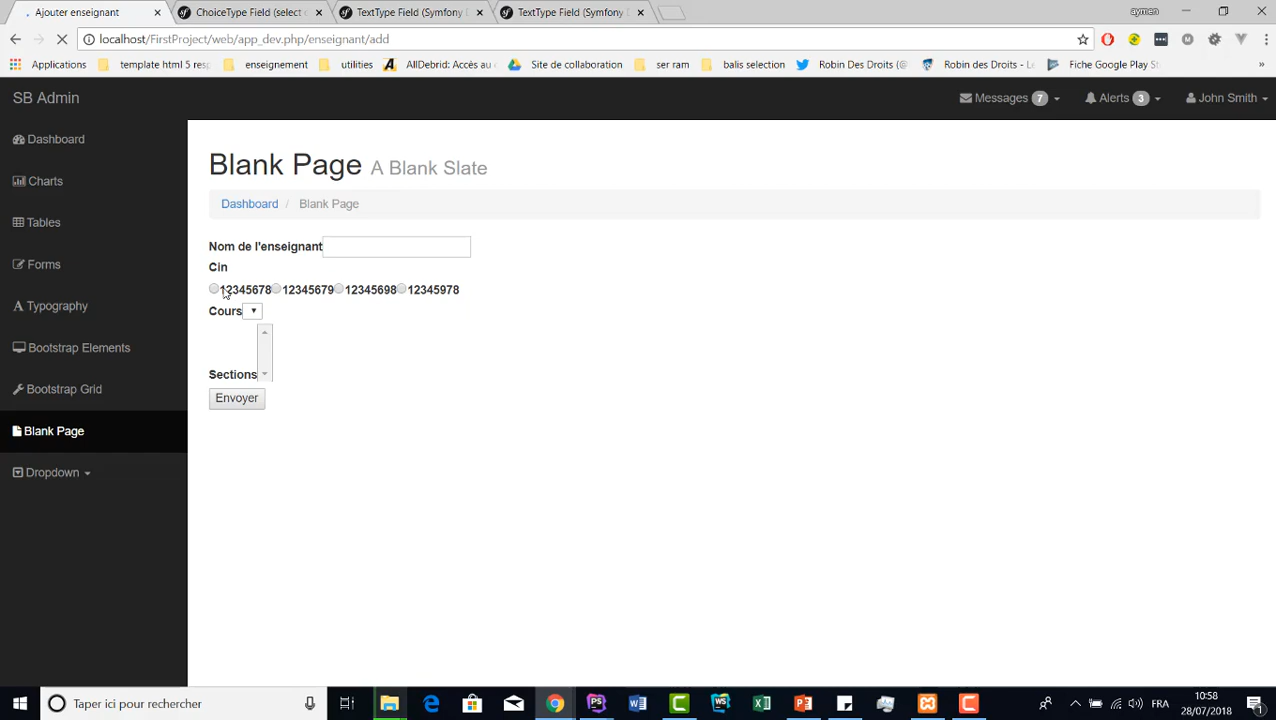 Ajouter enseignant
ChoiceType Field (select
TextType Field (Symfony
TextType Field (Symfony
aymen
localhost/FirstProject/web/app_dev.php/enseignant/add
Applications template html 5 resp enseignement utilities AllDebrid: Accès au Site de collaboration ser ram balis selection Robin Des Droits (@ Robin des Droits - L Fiche Google Play St »
SB Admin Messages 7 Alerts 3 John Smith
Dashboard
Charts
Tables
Forms
Typography
Bootstrap Elements
Bootstrap Grid
Blank Page
Dropdown
Blank Page A Blank Slate
Dashboard / Blank Page
Nom de l'enseignant
Cin
12345678 12345679 12345698 12345978
Cours
Sections
Envoyer
Taper ici pour rechercher
FRA
10:58
28/07/2018
1